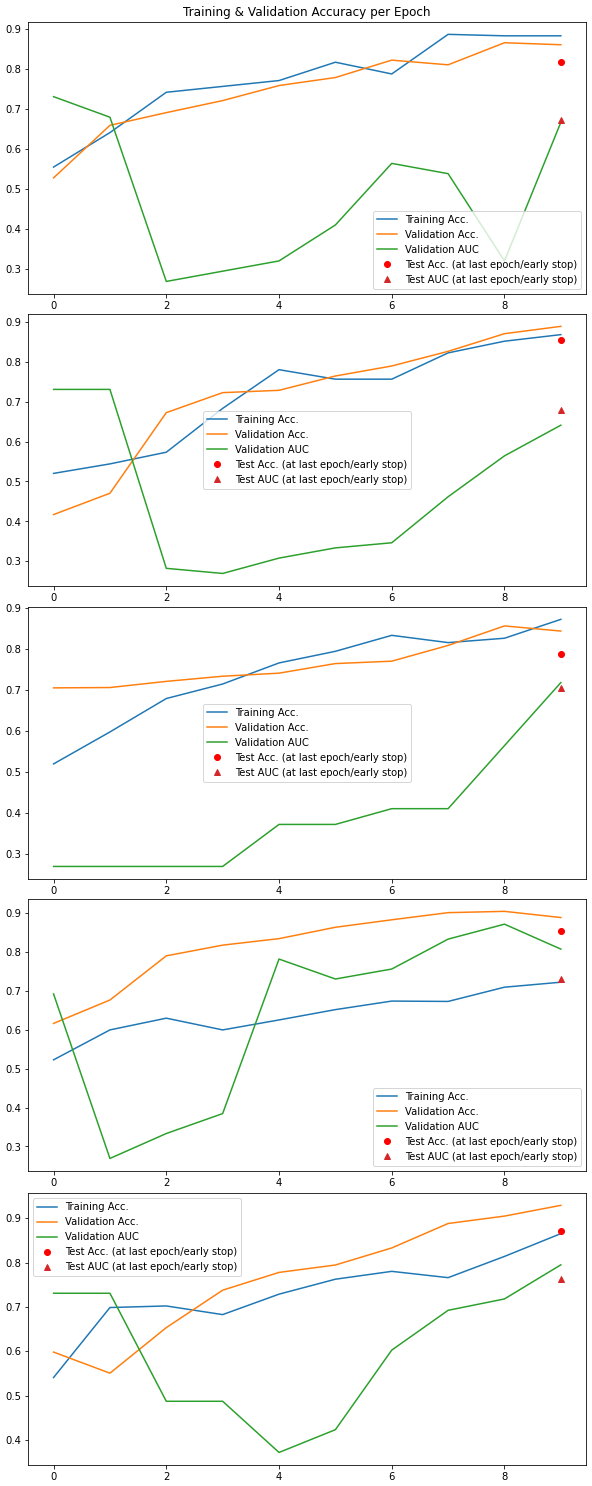 Training & Validation Accuracy per Epoch
0.9
0.8
0.7
0.6
0.5
0.4
0.3
Training Acc.
Validation Acc.
Validation AUC
Test Acc. (at last epoch/early stop)
Test AUC (at last epoch/early stop)
0 2 4 6 8
0.9
0.8
0.7
0.6
0.5
0.4
0.3
Training Acc.
Validation Acc.
Validation AUC
Test Acc. (at last epoch/early stop)
Test AUC (at last epoch/early stop)
0 2 4 6 8
0.9
0.8
0.7
0.6
0.5
0.4
0.3
Training Acc.
Validation Acc.
Validation AUC
Test Acc. (at last epoch/early stop)
Test AUC (at last epoch/early stop)
0 2 4 6 8
0.9
0.8
0.7
0.6
0.5
0.4
0.3
Training Acc.
Validation Acc.
Validation AUC
Test Acc. (at last epoch/early stop)
Test AUC (at last epoch/early stop)
0 2 4 6 8
0.9
0.8
0.7
0.6
0.5
0.4
Training Acc.
Validation Acc.
Validation AUC
Test Acc. (at last epoch/early stop)
Test AUC (at last epoch/early stop)
0 2 4 6 8